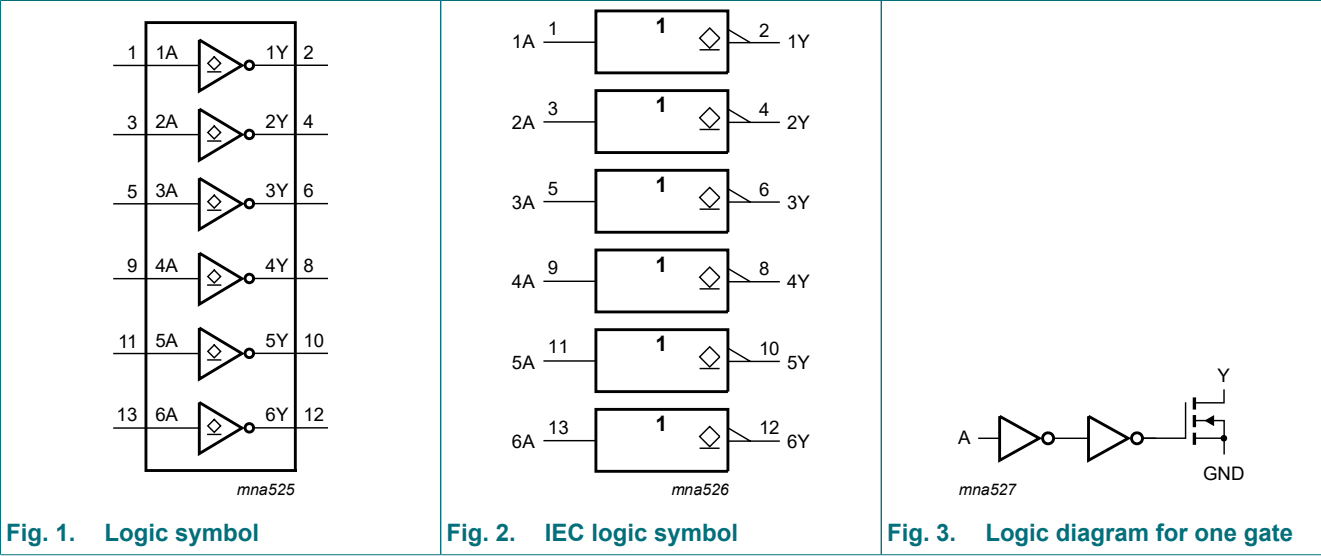 1 1A 1Y 2
3 2A 2Y 4
5 3A 3Y 6
9 4A 4Y 8
11 5A 5Y 10
13 6A 6Y 12
mna525
Fig. 1. Logic symbol
1A 1 1 2 1Y
2A 3 1 4 2Y
3A 5 1 6 3Y
4A 9 1 8 4Y
5A 11 1 10 5Y
6A 13 1 12 6Y
mna526
Fig. 2. IEC logic symbol
Y
A
GND
mna527
Fig. 3. Logic diagram for one gate